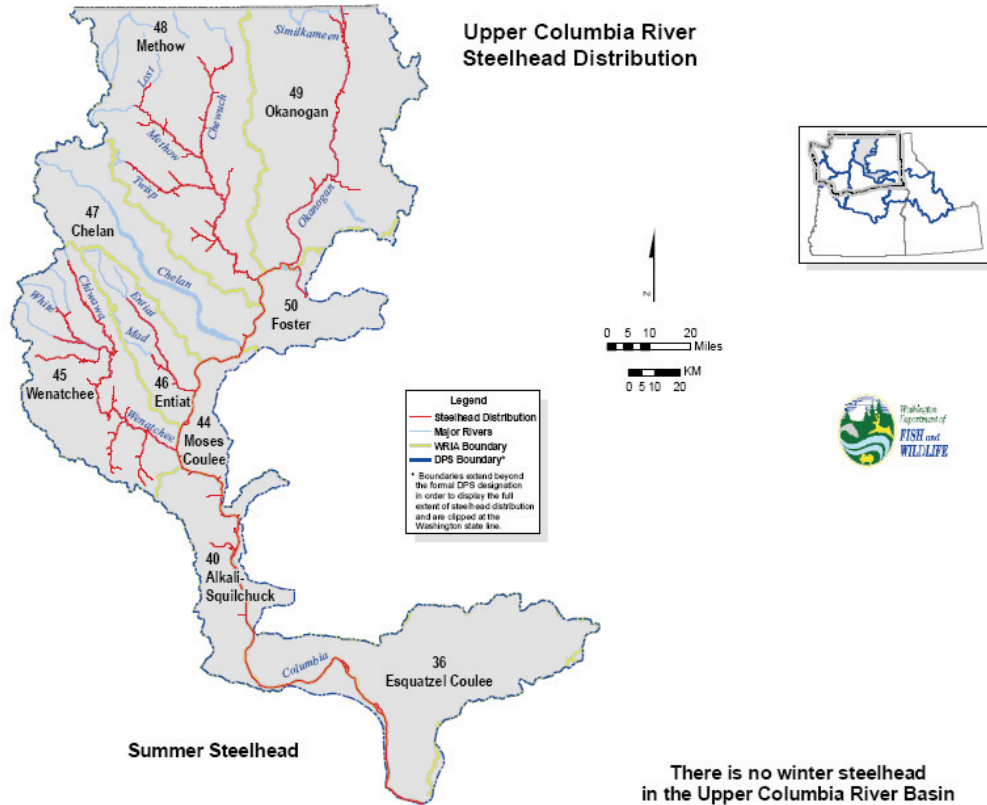 Upper Columbia River
Steelhead Distribution
48
Methow
Similkameen
Lost
Chewuch
49
Okanogan
Methow
Twisp
Okanogan
47
Chelan
Chelan
50
Foster
White
Chiwawa
Entiat
Mad
45
Wenatchee
46
Entiat
Wenatchee
44
Moses
Coulee
40
Alkali-
Squilchuck
Columbia
36
Esquatzel Coulee
N
0 5 10 20
Miles
KM
0 5 10 20
Legend
Steelhead Distribution
Major Rivers
WRIA Boundary
DPS Boundary*
* Boundaries extend beyond
the formal DPS designation
in order to display the full
extent of steelhead distribution
and are clipped at the
Washington state line.
Washington
Department of
FISH and
WILDLIFE
Summer Steelhead
There is no winter steelhead
in the Upper Columbia River Basin